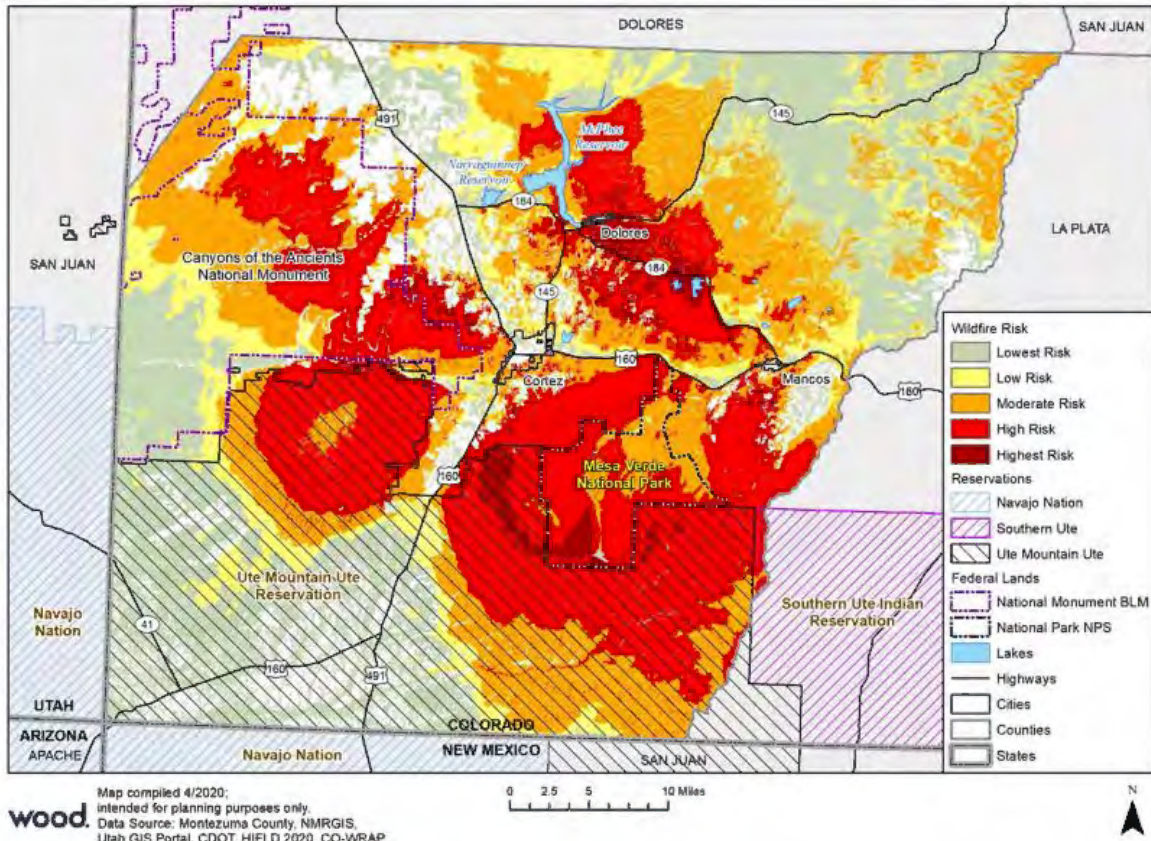 DOLORES
SAN JUAN
491
145
McPhee
Reservoir
Narraguinnep
Reservoir
184
Dolores
LA PLATA
SAN JUAN
Canyons of the Ancients
National Monument
184
145
160
Cortez
Mancos
160
160
Mesa Verde
National Park
Ute Mountain Ute
Reservation
Navajo
Nation
41
Southern Ute Indian
Reservation
160
491
UTAH
COLORADO
ARIZONA
APACHE
Navajo Nation
NEW MEXICO
SAN JUAN
Wildfire Risk
Lowest Risk
Low Risk
Moderate Risk
High Risk
Highest Risk
Reservations
Navajo Nation
Southern Ute
Ute Mountain Ute
Federal Lands
National Monument BLM
National Park NPS
Lakes
Highways
Cities
Counties
States
wood.
Map compiled 4/2020;
intended for planning purposes only.
Data Source: Montezuma County, NMRGIS,
Utah GIS Portal, CDOT, HIFLD 2020, CO-WRAP
0 2.5 5 10 Miles
N